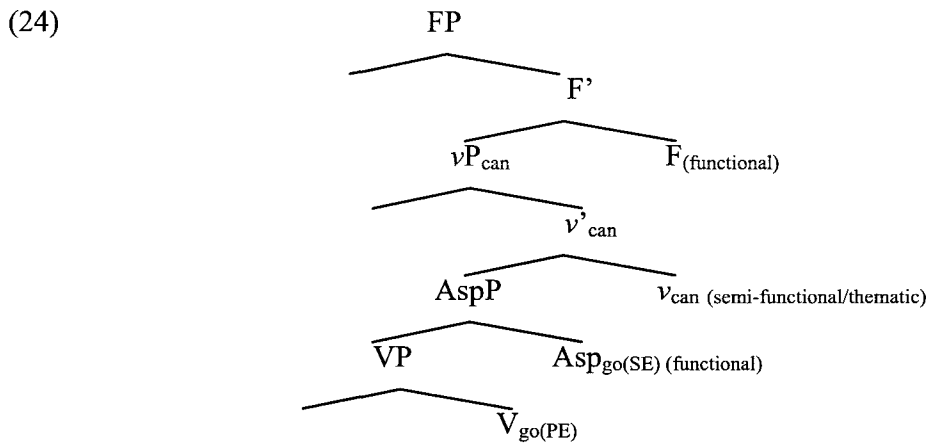 (24) FP
F’
vPcan F(functional)
v’can
AspP vcan (semi-functional/thematic)
VP Aspgo(SE) (functional)
Vgo(PE)